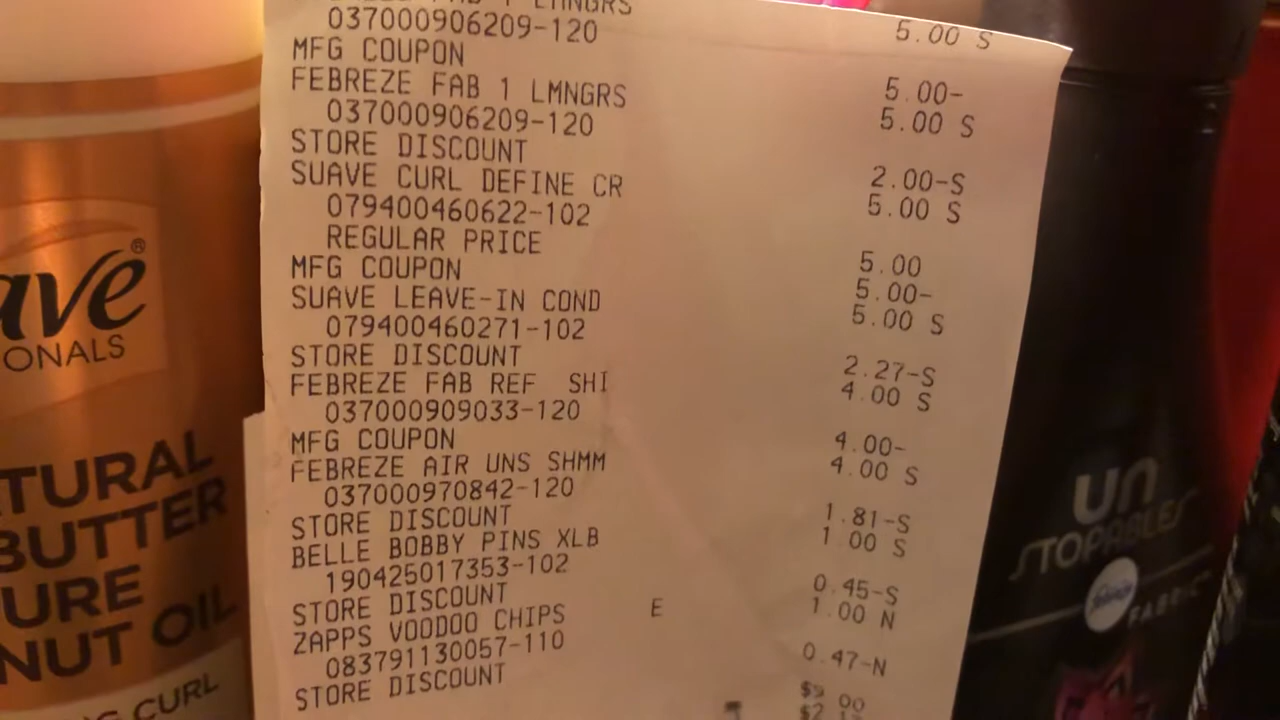 FAB 1 LMNGRS 5.00 S
037000906209-120
MFG COUPON 5.00-
FEBREZE FAB 1 LMNGRS 5.00 S
037000906209-120
STORE DISCOUNT 2.00-S
SUAVE CURL DEFINE CR 5.00 S
079400460622-102
REGULAR PRICE 5.00
MFG COUPON 5.00-
SUAVE LEAVE-IN COND 5.00 S
079400460271-102
STORE DISCOUNT 2.27-S
FEBREZE FAB REF SHI 4.00 S
037000909033-120
MFG COUPON 4.00-
FEBREZE AIR UNS SHMM 4.00 S
037000970842-120
STORE DISCOUNT 1.81-S
BELLE BOBBY PINS XLB 1 00 S
190425017353-102
STORE DISCOUNT 0.45-S
ZAPPS VOODOO CHIPS E 1.00 N
083791130057-110
STORE DISCOUNT 0.47-N
$9 00
ave®
ONALS
TURAL
BUTTER
URE
NUT OIL
CURL
UN
STOPABLES
febreze
FABRIC